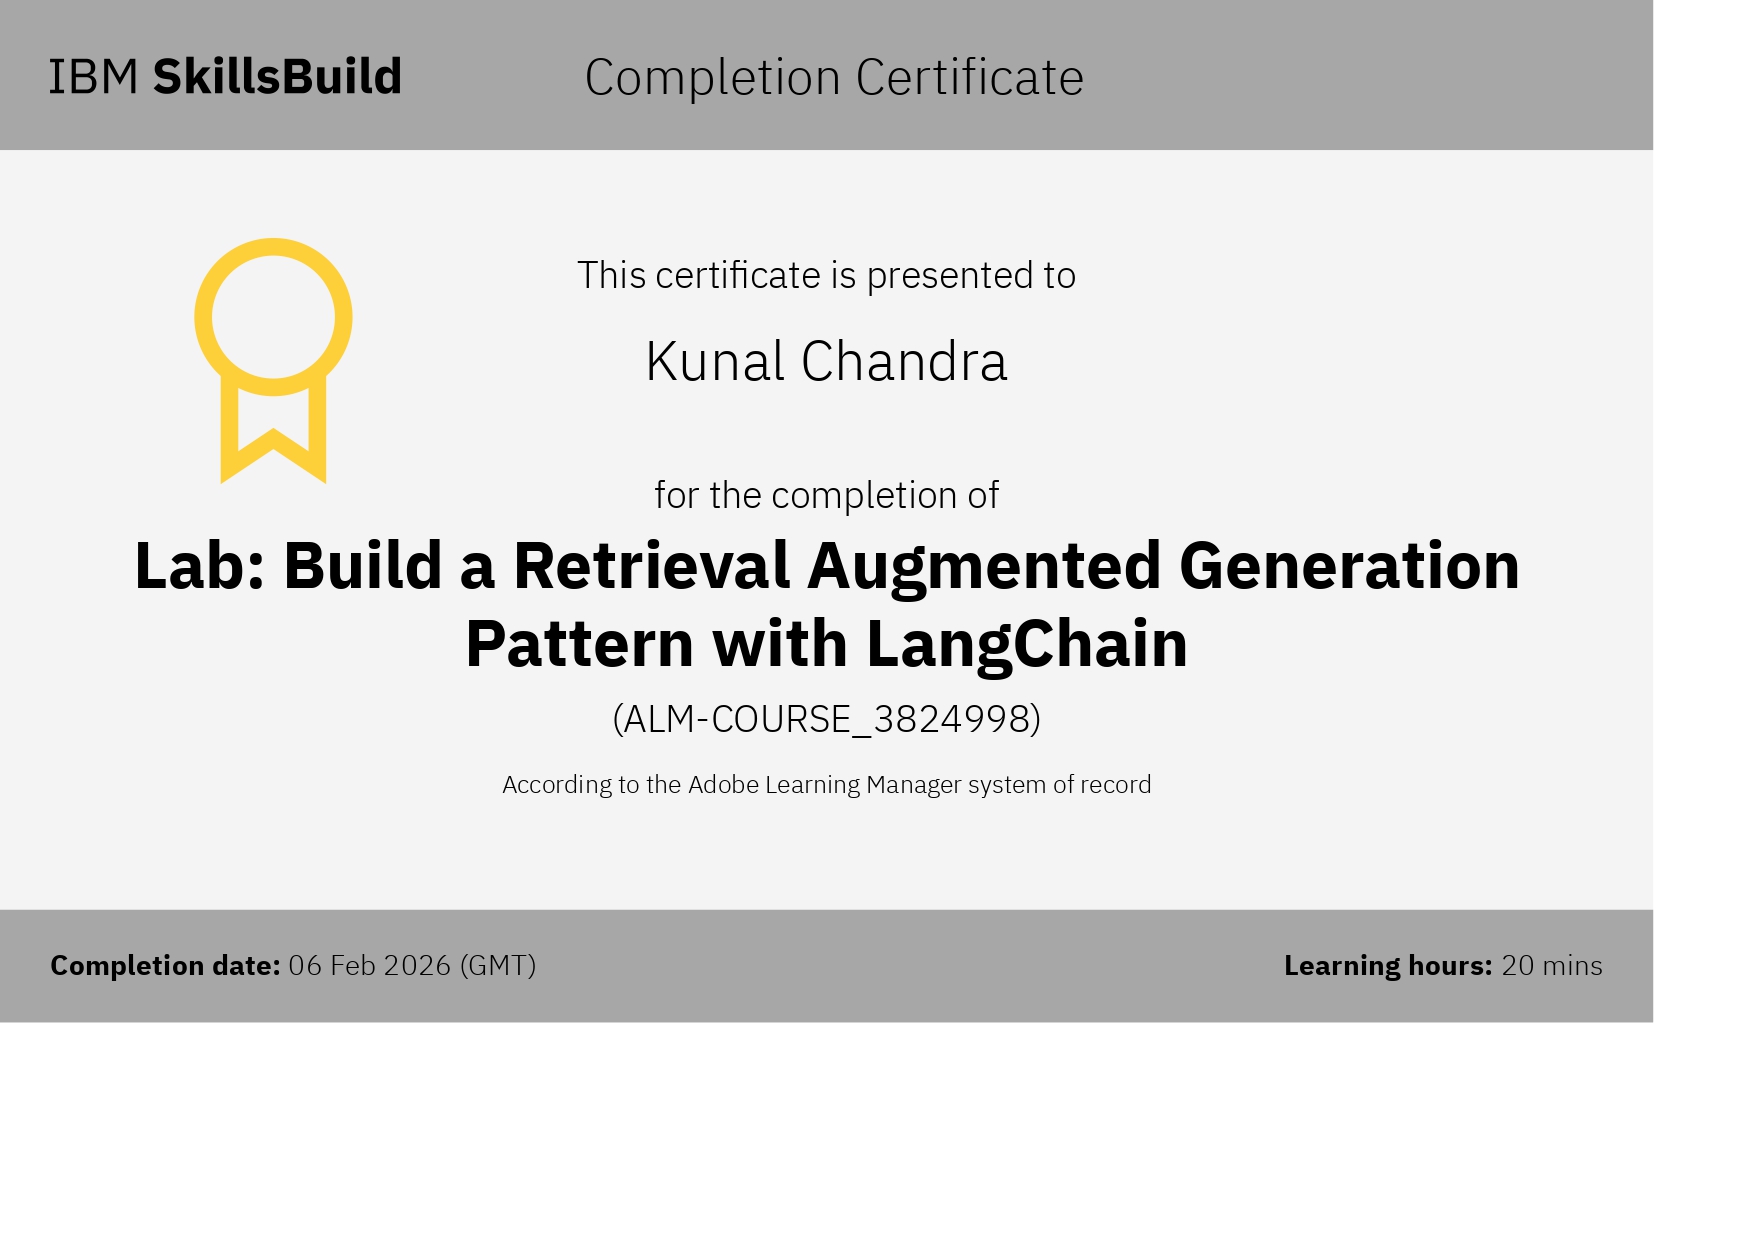 IBM SkillsBuild
Completion Certificate
This certificate is presented to
Kunal Chandra
for the completion of
Lab: Build a Retrieval Augmented Generation
Pattern with LangChain
(ALM-COURSE_3824998)
According to the Adobe Learning Manager system of record
Completion date: 06 Feb 2026 (GMT)
Learning hours: 20 mins